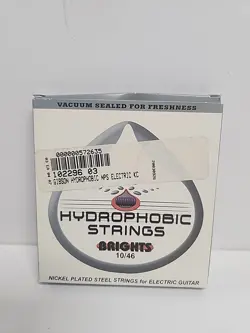 VACUUM SEALED FOR FRESHNESS
000000572635
102296 03
GIBSON HYDROPHOBIC NPS ELECTRIC KC
HYDROPHOBIC
STRINGS
BRIGHTS
10/46
NICKEL PLATED STEEL STRINGS for ELECTRIC GUITAR